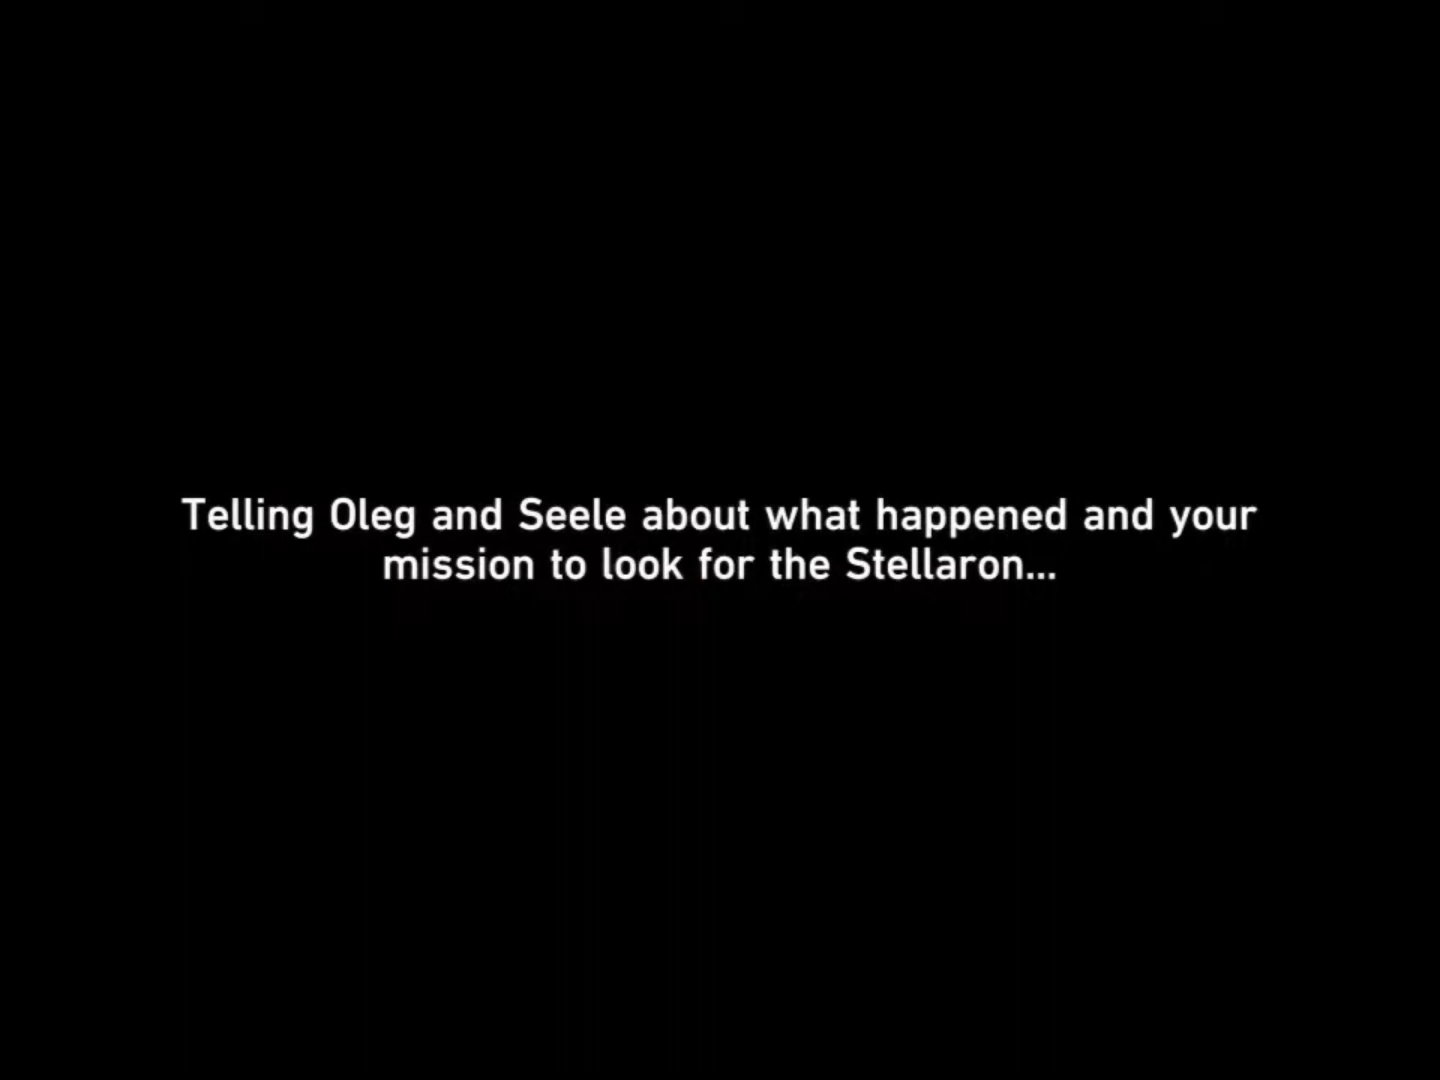 Telling Oleg and Seele about what happened and your
mission to look for the Stellaron...